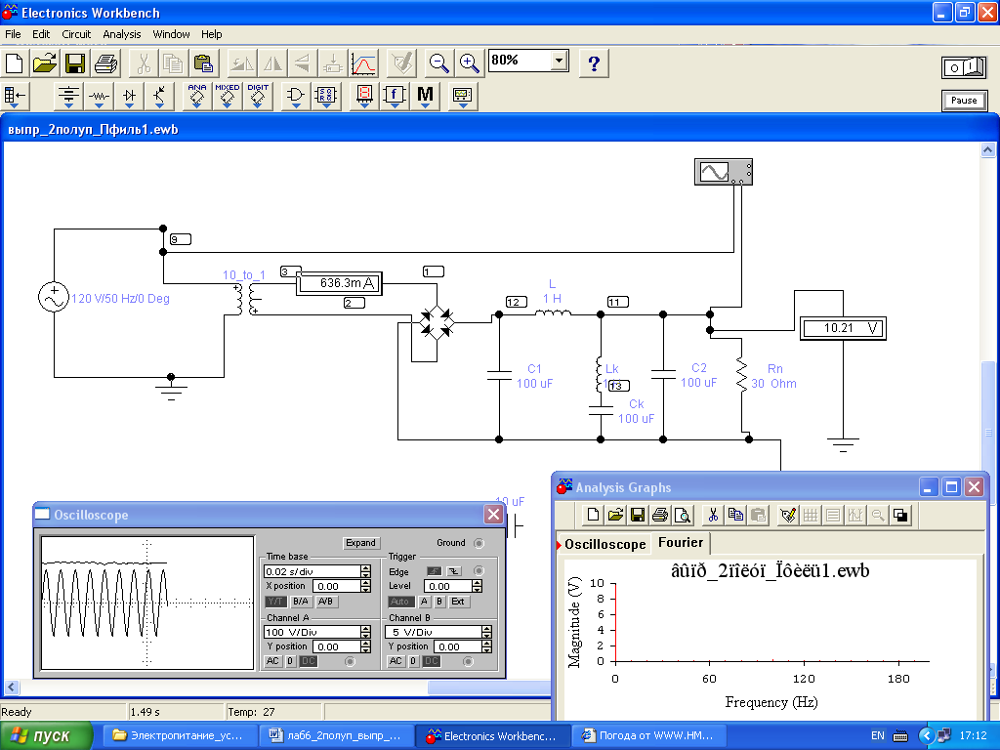 Electronics Workbench
File Edit Circuit Analysis Window Help
80%
?
ANA MIXED DIGIT
f M
Pause
выпр_2полуп_Пфиль1.ewb
9
120 V/50 Hz/0 Deg
10_to_1
3
636.3m A
1
2
12
L
1 H
11
10.21 V
C1
100 uF
Lk
13
Ck
100 uF
C2
100 uF
Rn
30 Ohm
10 uF
Oscilloscope
Expand Ground
Time base
0.02 s/div
X position 0.00
Y/T B/A A/B
Trigger
Edge
Level 0.00
Auto A B Ext
Channel A
100 V/Div
Y position 0.00
AC 0 DC
Channel B
5 V/Div
Y position 0.00
AC 0 DC
Analysis Graphs
Oscilloscope Fourier
âûïð_2ïîëóï_Ïôèëü1.ewb
Magnitude (V)
10
8
6
4
2
0
0 60 120 180
Frequency (Hz)
Ready 1.49 s Temp: 27
пуск Электропитание_ус... лаб6_2полуп_выпр_... Electronics Workbenc... Погода от WWW.HM... EN 17:12